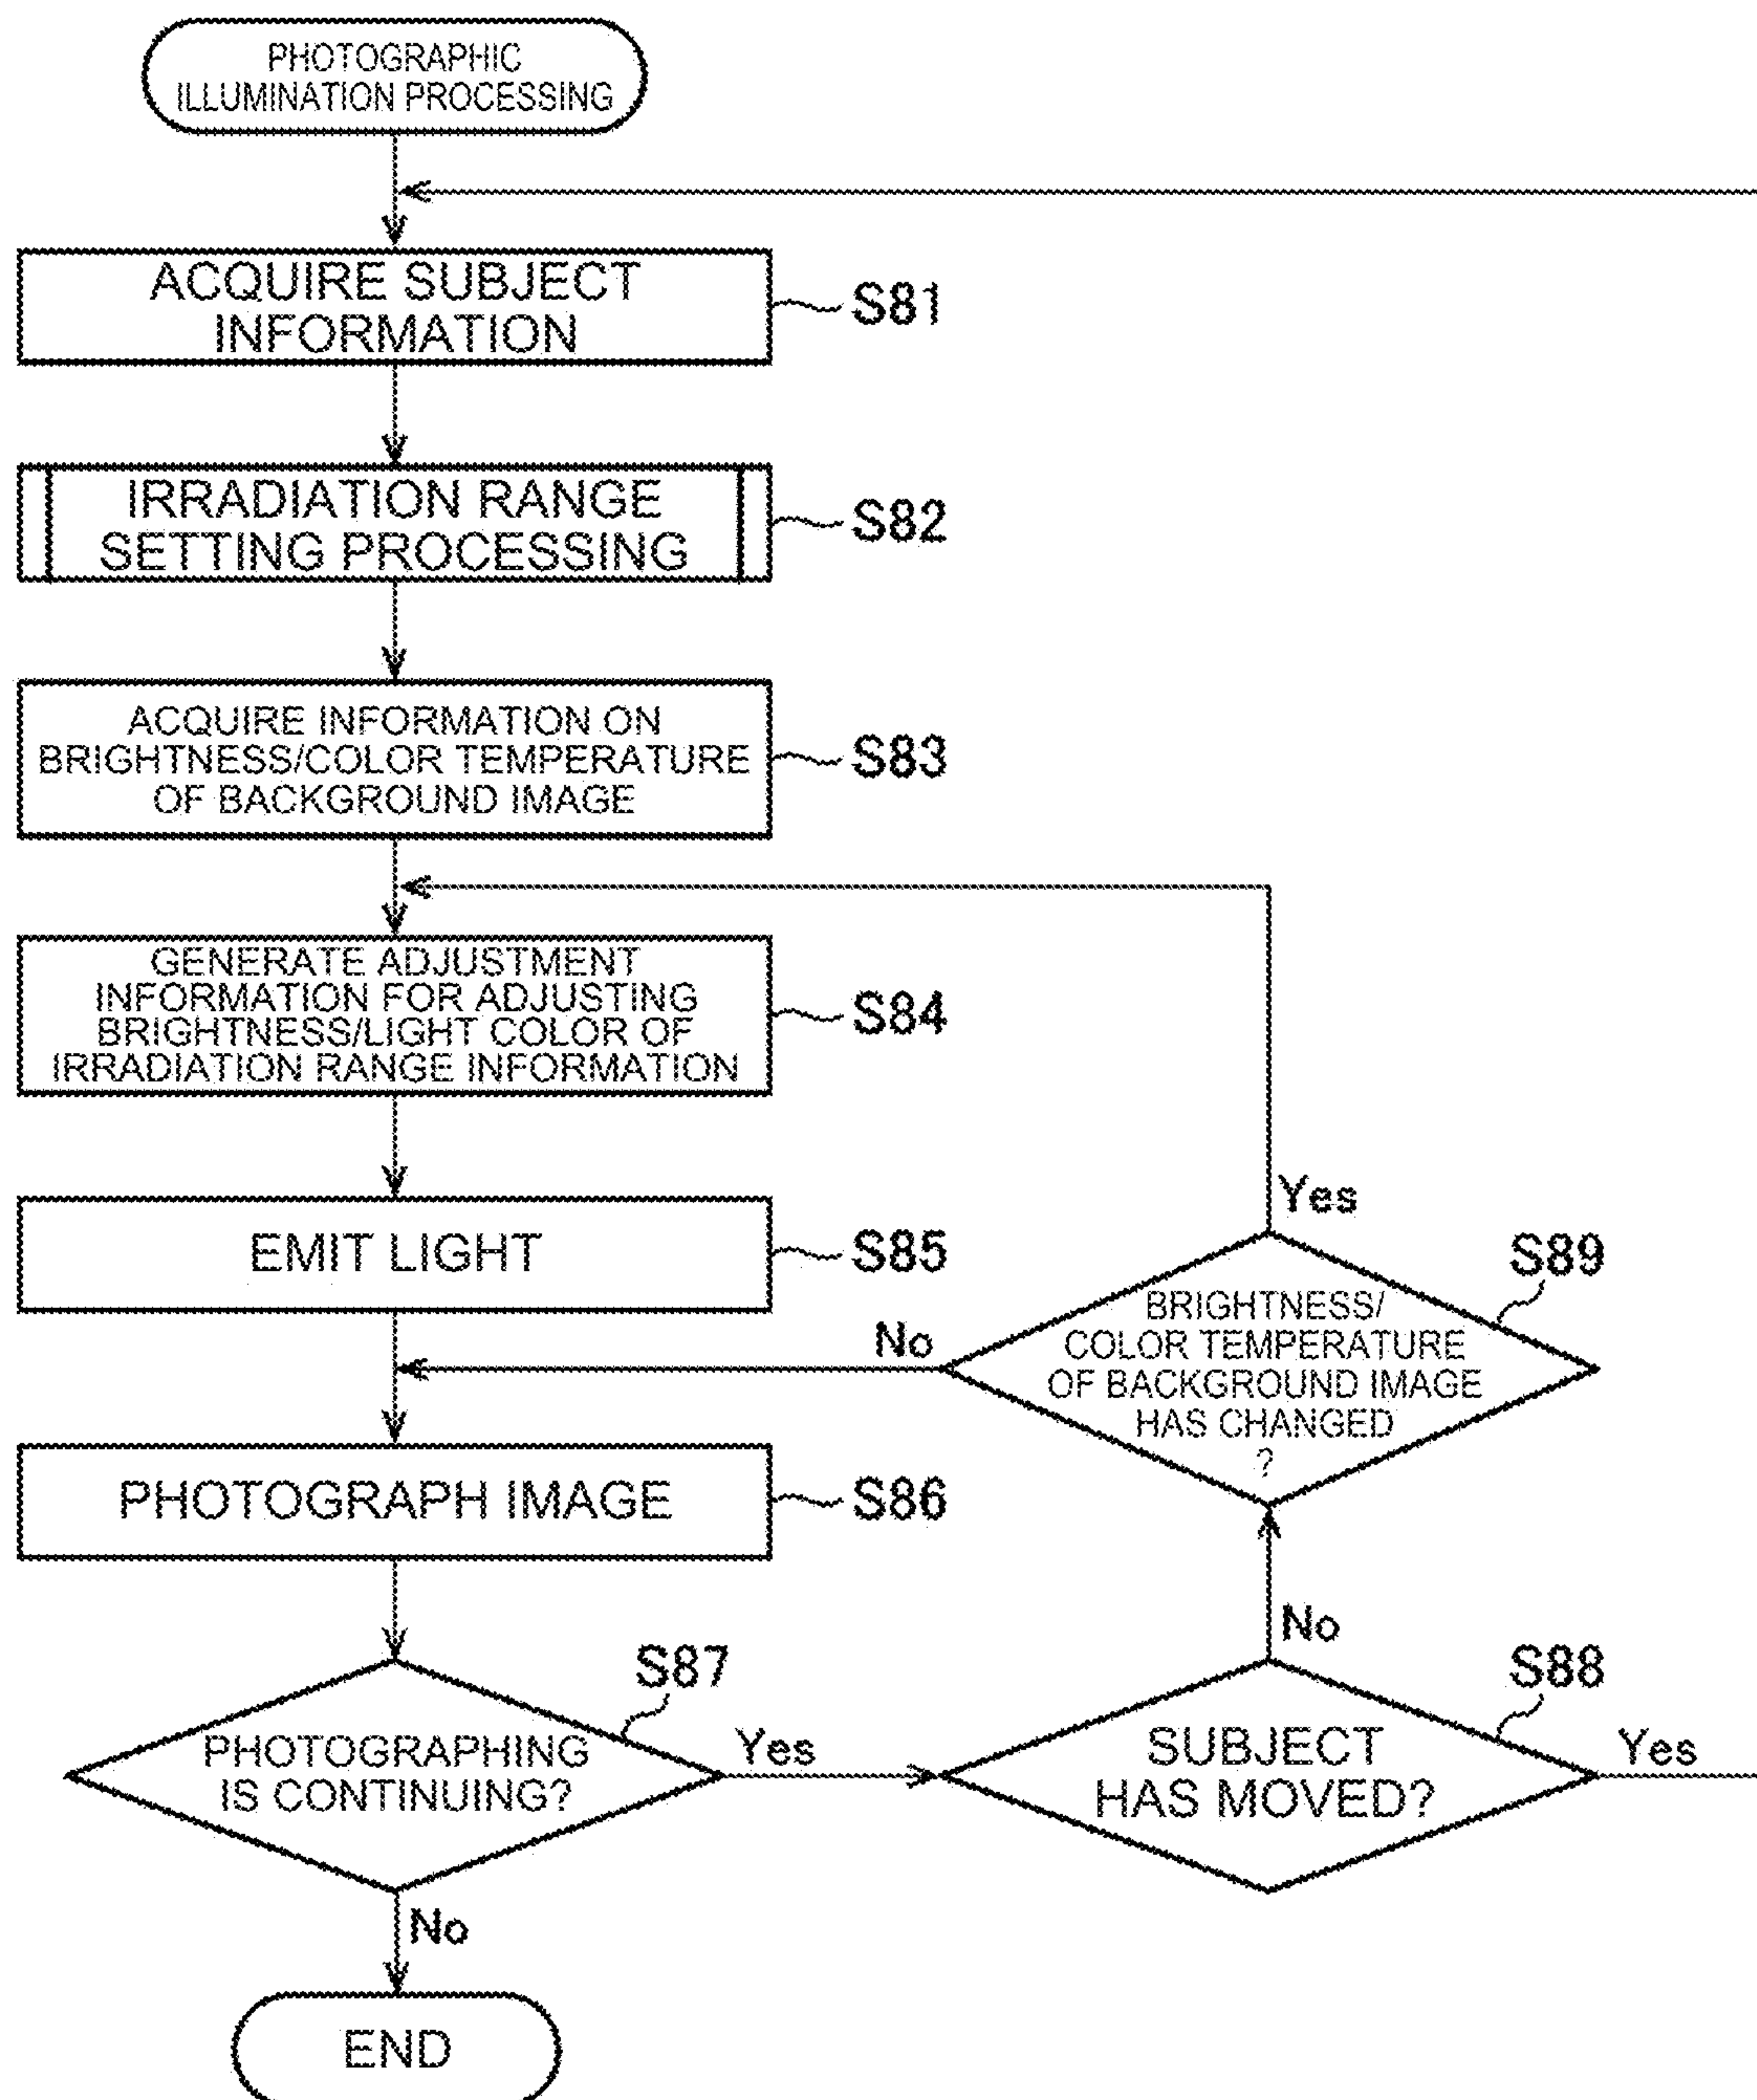 PHOTOGRAPHIC
ILLUMINATION PROCESSING
ACQUIRE SUBJECT
INFORMATION
S81
IRRADIATION RANGE
SETTING PROCESSING
S82
ACQUIRE INFORMATION ON
BRIGHTNESS/COLOR TEMPERATURE
OF BACKGROUND IMAGE
S83
GENERATE ADJUSTMENT
INFORMATION FOR ADJUSTING
BRIGHTNESS/LIGHT COLOR OF
IRRADIATION RANGE INFORMATION
S84
EMIT LIGHT
S85
Yes
S89
BRIGHTNESS/
COLOR TEMPERATURE
OF BACKGROUND IMAGE
HAS CHANGED
?
No
PHOTOGRAPH IMAGE
S86
No
S87
PHOTOGRAPHING
IS CONTINUING?
Yes
S88
SUBJECT
HAS MOVED?
Yes
No
END